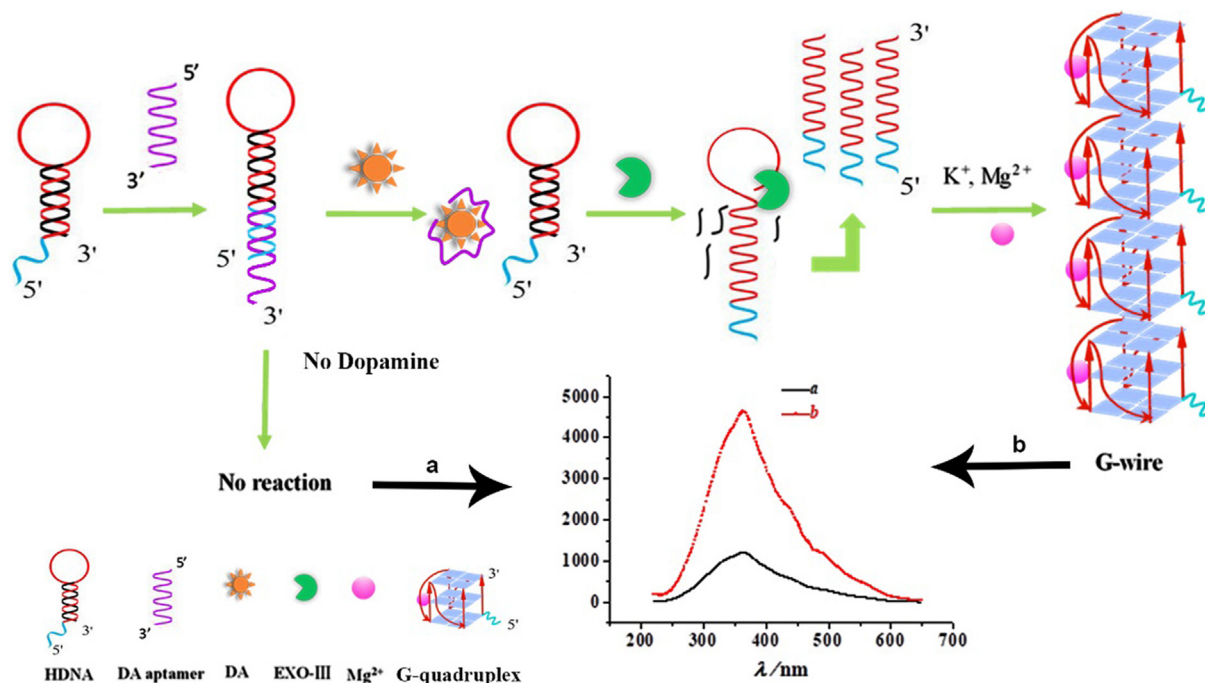 5'
3'
3'
5'
5'
3'
3'
5'
3'
5'
K⁺, Mg²⁺
No Dopamine
No reaction
a
b
G-wire
a
b
5000
4000
3000
2000
1000
0
200
300
400
500
600
700
λ /nm
3'
5'
5'
3'
3'
5'
HDNA
DA aptamer
DA
EXO-III
Mg²⁺
G-quadruplex